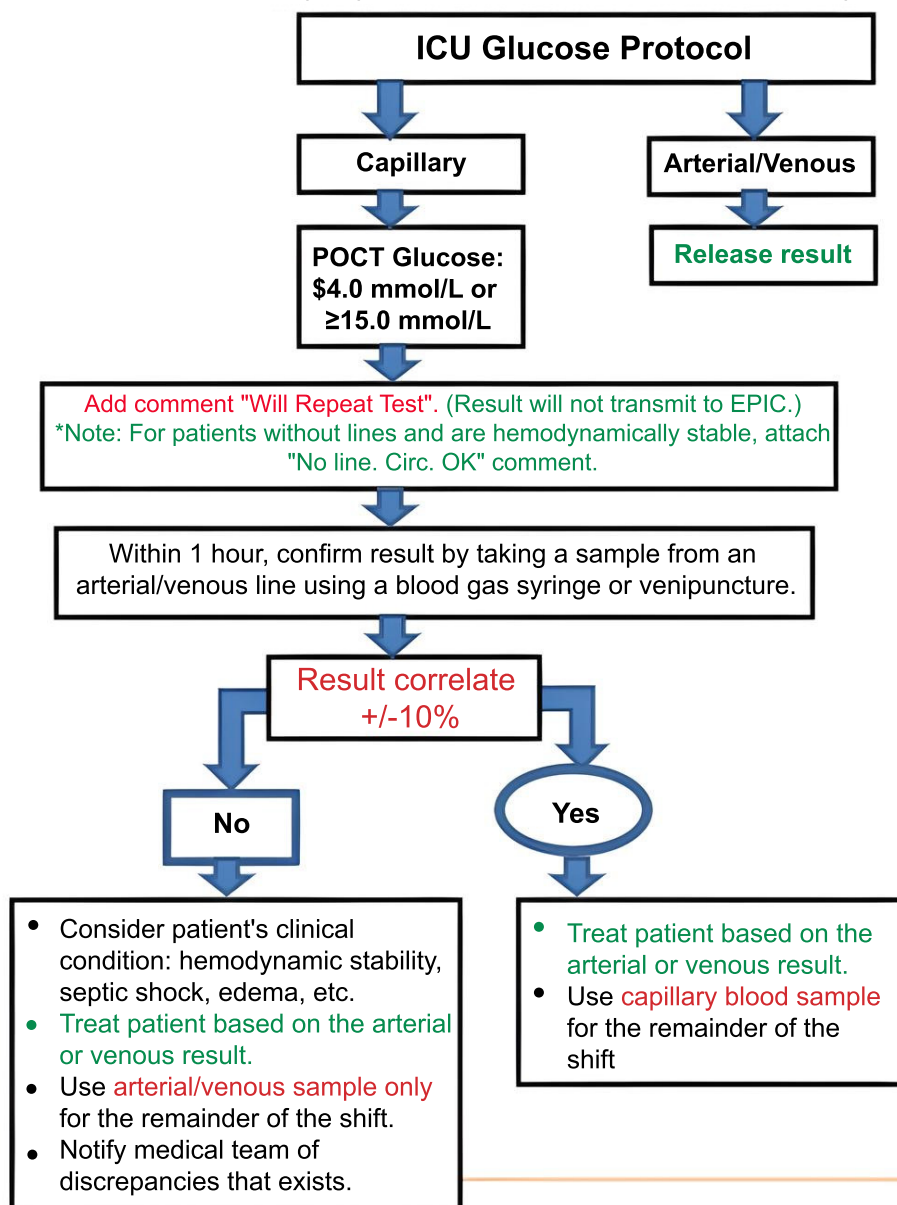 ICU Glucose Protocol
Capillary
Arterial/Venous
POCT Glucose:
$4.0 mmol/L or
≥15.0 mmol/L
Release result
Add comment "Will Repeat Test". (Result will not transmit to EPIC.)
*Note: For patients without lines and are hemodynamically stable, attach
"No line. Circ. OK" comment.
Within 1 hour, confirm result by taking a sample from an
arterial/venous line using a blood gas syringe or venipuncture.
Result correlate
+/-10%
No
Yes
• Consider patient's clinical
condition: hemodynamic stability,
septic shock, edema, etc.
• Treat patient based on the arterial
or venous result.
• Use arterial/venous sample only
for the remainder of the shift.
• Notify medical team of
discrepancies that exists.
• Treat patient based on the
arterial or venous result.
• Use capillary blood sample
for the remainder of the
shift